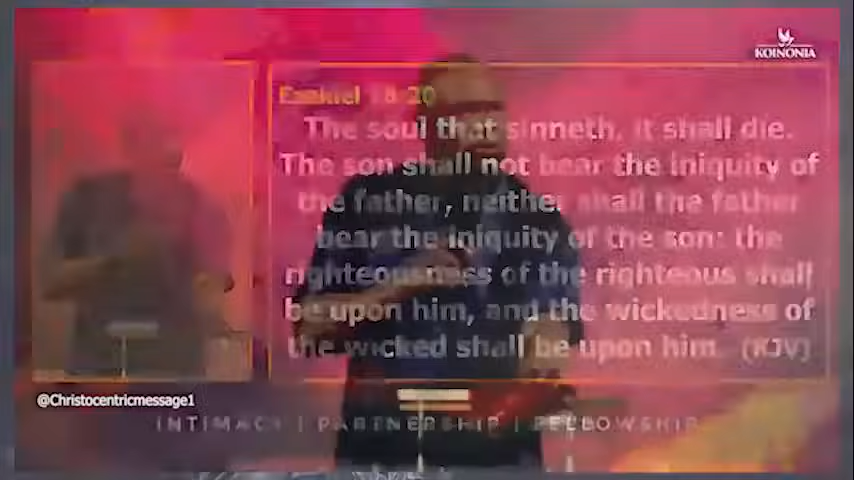 KOINONIA
Ezekiel 18:20
The soul that sinneth, it shall die.
The son shall not bear the iniquity of
the father, neither shall the father
bear the iniquity of the son: the
righteousness of the righteous shall
be upon him, and the wickedness of
the wicked shall be upon him. (KJV)
@Christocentricmessage1
INTIMACY | PARTNERSHIP | FELLOWSHIP